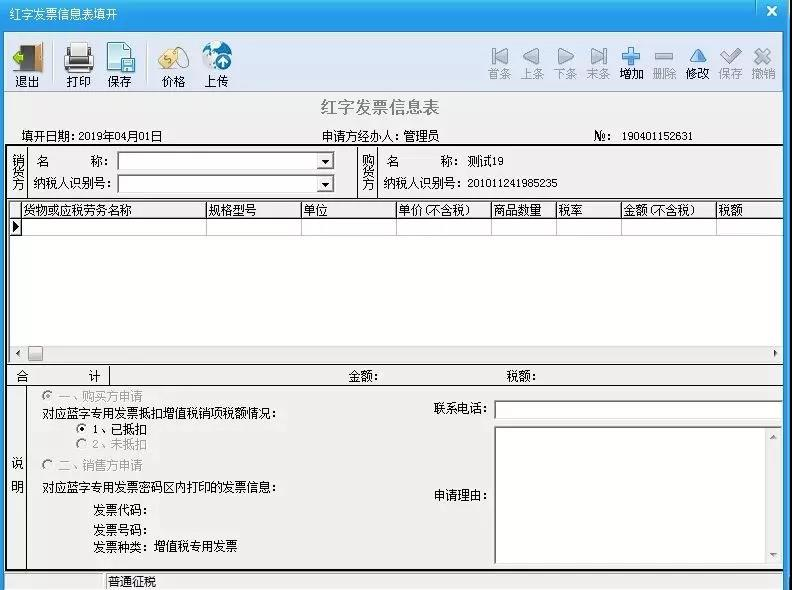 红字发票信息表填开
退出 打印 保存 价格 上传 首条 上条 下条 末条 增加 删除 修改 保存 撤销
红字发票信息表
填开日期：2019年04月01日 申请方经办人：管理员 №： 190401152631
销货方 名 称： 购货方 名 称： 测试19
纳税人识别号： 纳税人识别号： 201011241985235
货物或应税劳务名称 规格型号 单位 单价(不含税) 商品数量 税率 金额(不含税) 税额
合 计 金额： 税额：
说明
一、购买方申请
对应蓝字专用发票抵扣增值税销项税额情况：
1、已抵扣
2、未抵扣
二、销售方申请
对应蓝字专用发票密码区内打印的发票信息：
发票代码：
发票号码：
发票种类：增值税专用发票
联系电话：
申请理由：
普通征税